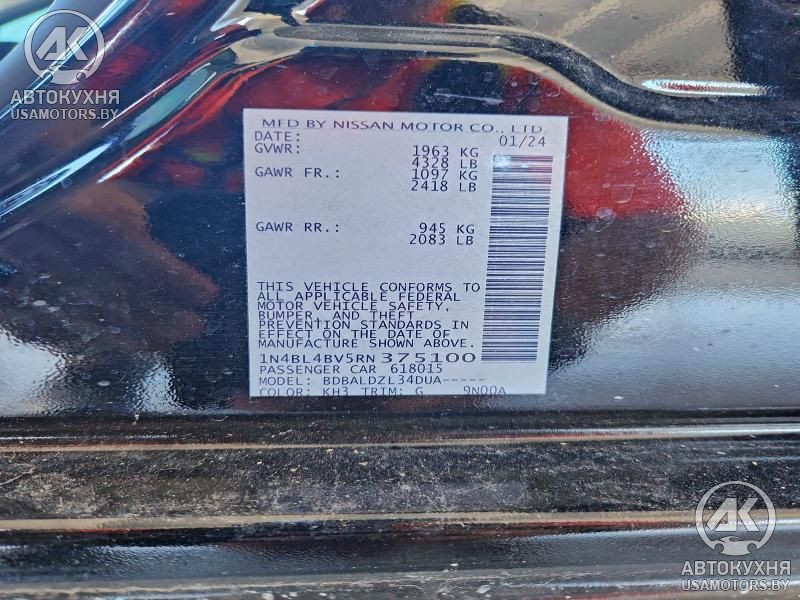 АК
АВТОКУХНЯ
USAMOTORS.BY
MFD BY NISSAN MOTOR CO., LTD.
DATE: 01/24
GVWR: 1963 KG
4328 LB
GAWR FR.: 1097 KG
2418 LB
GAWR RR.: 945 KG
2083 LB
THIS VEHICLE CONFORMS TO
ALL APPLICABLE FEDERAL
MOTOR VEHICLE SAFETY,
BUMPER, AND THEFT
PREVENTION STANDARDS IN
EFFECT ON THE DATE OF
MANUFACTURE SHOWN ABOVE.
1N4BL4BV5RN375100
PASSENGER CAR 618015
MODEL: BDBALDZL34DUA-----
COLOR: KH3 TRIM: G 9N00A
АК
АВТОКУХНЯ
USAMOTORS.BY